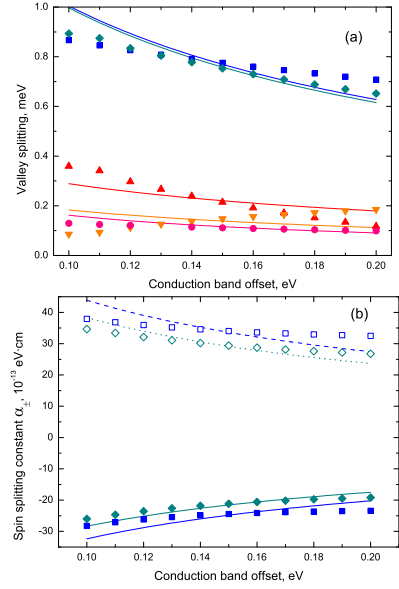 1.0
0.8
0.6
0.4
0.2
0.0
Valley splitting, meV
(a)
0.10 0.12 0.14 0.16 0.18 0.20
Conduction band offset, eV
40
30
20
10
0
-10
-20
-30
Spin splitting constant α±, 10⁻¹³ eV·cm
(b)
0.10 0.12 0.14 0.16 0.18 0.20
Conduction band offset, eV